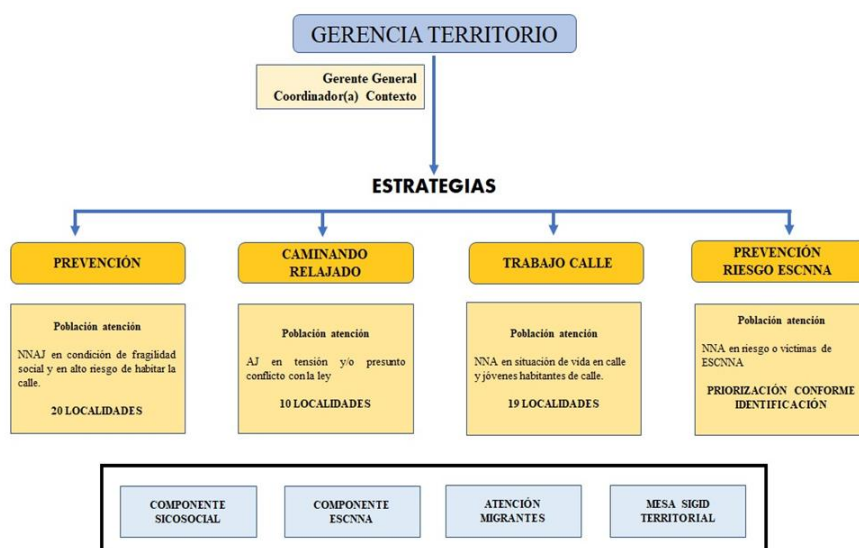 GERENCIA TERRITORIO
Gerente General
Coordinador(a) Contexto
ESTRATEGIAS
PREVENCIÓN
CAMINANDO
RELAJADO
TRABAJO CALLE
PREVENCIÓN
RIESGO ESCNNA
Población atención
NNAJ en condición de fragilidad
social y en alto riesgo de habitar la
calle.
20 LOCALIDADES
Población atención
AJ en tensión y/o presunto
conflicto con la ley
10 LOCALIDADES
Población atención
NNA en situación de vida en calle
y jóvenes habitantes de calle.
19 LOCALIDADES
Población atención
NNA en riesgo o victimas de
ESCNNA
PRIORIZACIÓN CONFORME
IDENTIFICACIÓN
COMPONENTE
SICOSOCIAL
COMPONENTE
ESCNNA
ATENCIÓN
MIGRANTES
MESA SIGID
TERRITORIAL